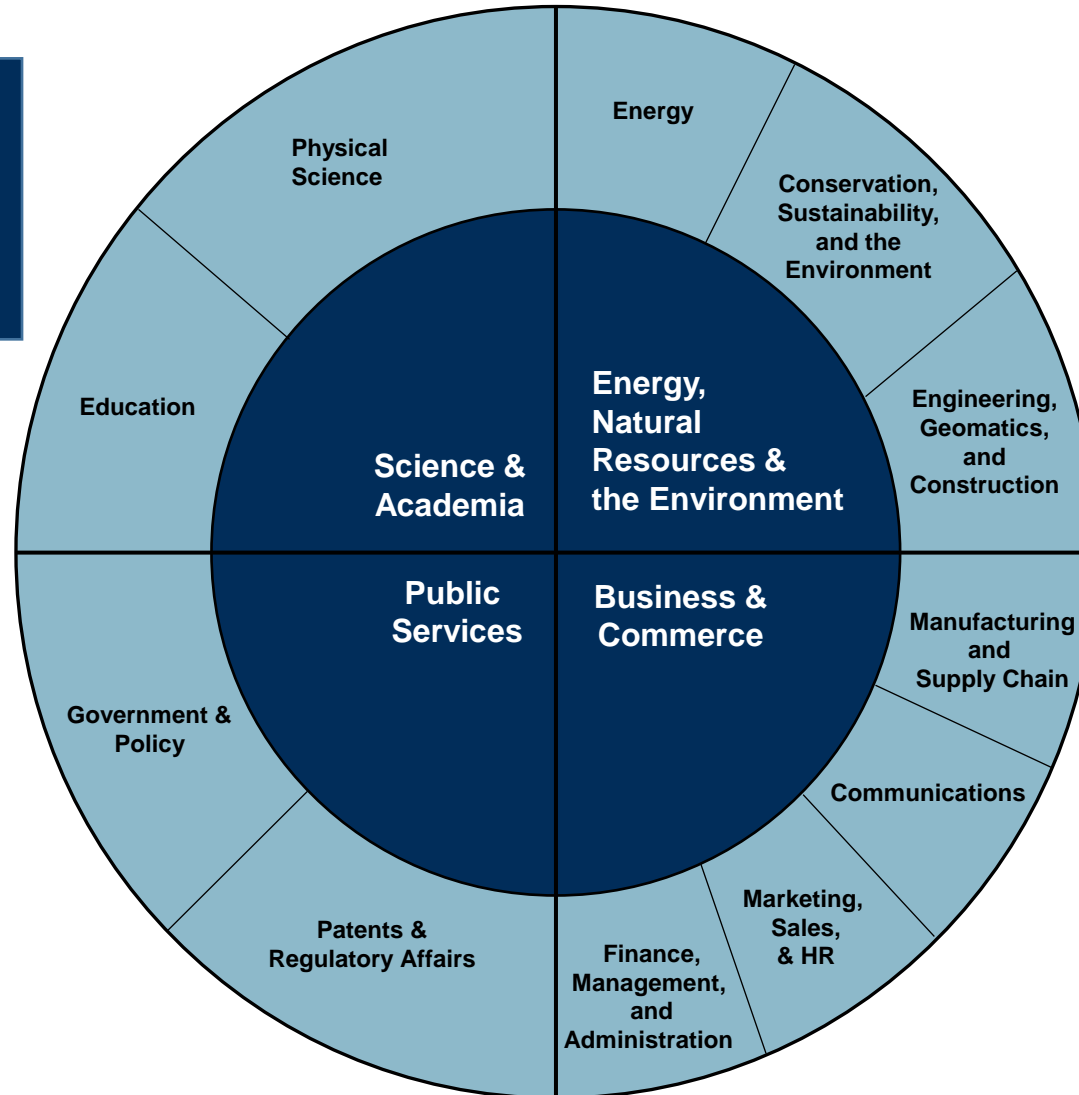 Energy
Physical
Science
Conservation,
Sustainability,
and the
Environment
Education
Engineering,
Geomatics,
and
Construction
Science &
Academia
Energy,
Natural
Resources &
the Environment
Public
Services
Business &
Commerce
Manufacturing
and
Supply Chain
Government &
Policy
Communications
Patents &
Regulatory Affairs
Marketing,
Sales,
& HR
Finance,
Management,
and
Administration